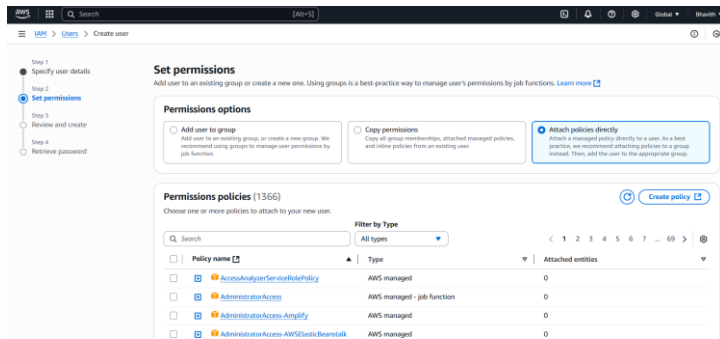 aws
Search [Alt+S] Global Bhavith
IAM > Users > Create user
Step 1
Specify user details
Step 2
Set permissions
Step 3
Review and create
Step 4
Retrieve password
Set permissions
Add user to an existing group or create a new one. Using groups is a best-practice way to manage user's permissions by job functions. Learn more
Permissions options
Add user to group
Add user to an existing group, or create a new group. We
recommend using groups to manage user permissions by
job function.
Copy permissions
Copy all group memberships, attached managed policies,
and inline policies from an existing user.
Attach policies directly
Attach a managed policy directly to a user. As a best
practice, we recommend attaching policies to a group
instead. Then, add the user to the appropriate group.
Permissions policies (1366)
Create policy
Choose one or more policies to attach to your new user.
Filter by Type
Search
All types
1 2 3 4 5 6 7 ... 69
Policy name Type Attached entities
AccessAnalyzerServiceRolePolicy AWS managed 0
AdministratorAccess AWS managed - job function 0
AdministratorAccess-Amplify AWS managed 0
AdministratorAccess-AWSElasticBeanstalk AWS managed 0